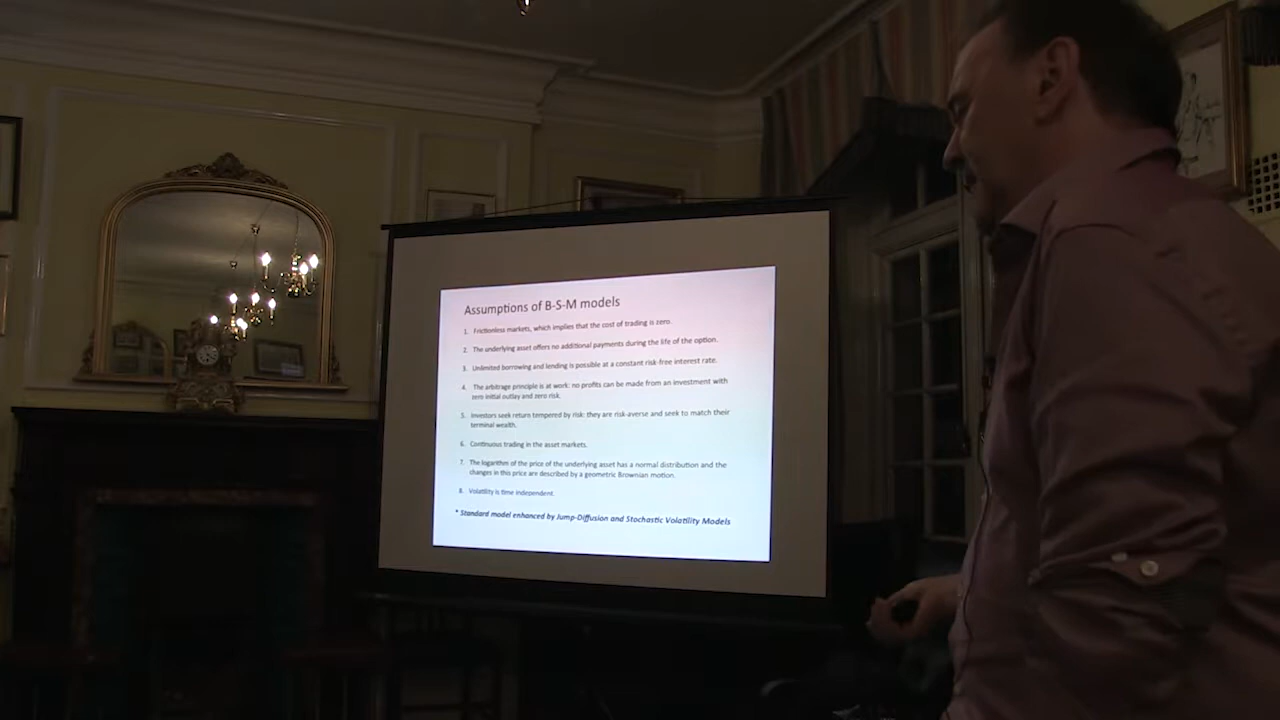 Assumptions of B-S-M models
1. Frictionless markets, which implies that the cost of trading is zero.
2. The underlying asset offers no additional payments during the life of the option.
3. Unlimited borrowing and lending is possible at a constant risk-free interest rate.
4. The arbitrage principle is at work: no profits can be made from an investment with
zero initial outlay and zero risk.
5. Investors seek return tempered by risk: they are risk-averse and seek to match their
terminal wealth.
6. Continuous trading in the asset markets.
7. The logarithm of the price of the underlying asset has a normal distribution and the
changes in this price are described by a geometric Brownian motion.
8. Volatility is time independent.
* Standard model enhanced by Jump-Diffusion and Stochastic Volatility Models